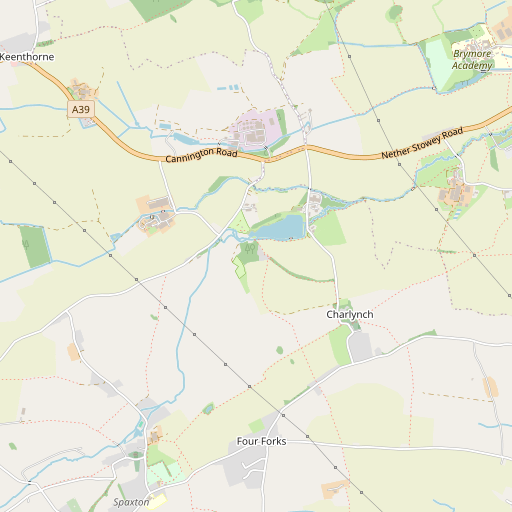 Keenthorne
Brymore
Academy
A39
Cannington Road
Nether Stowey Road
Charlynch
Four Forks
Spaxton